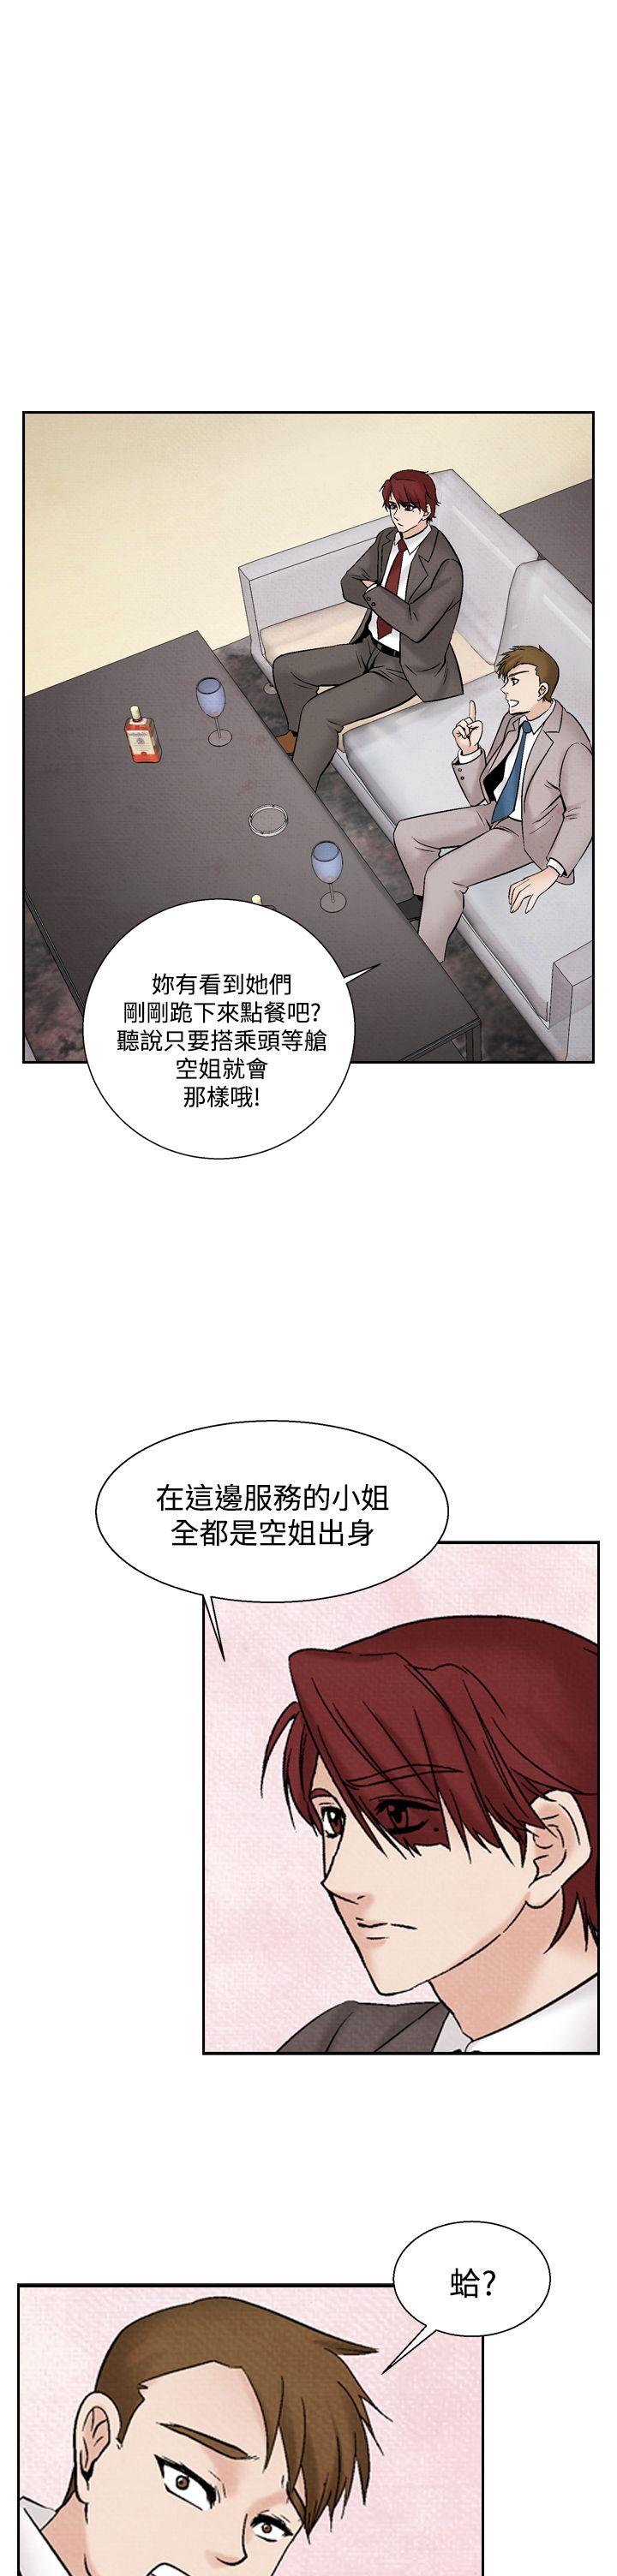 妳有看到她們
剛剛跪下來點餐吧?
聽說只要搭乘頭等艙
空姐就會
那樣哦!
在這邊服務的小姐
全都是空姐出身
蛤?